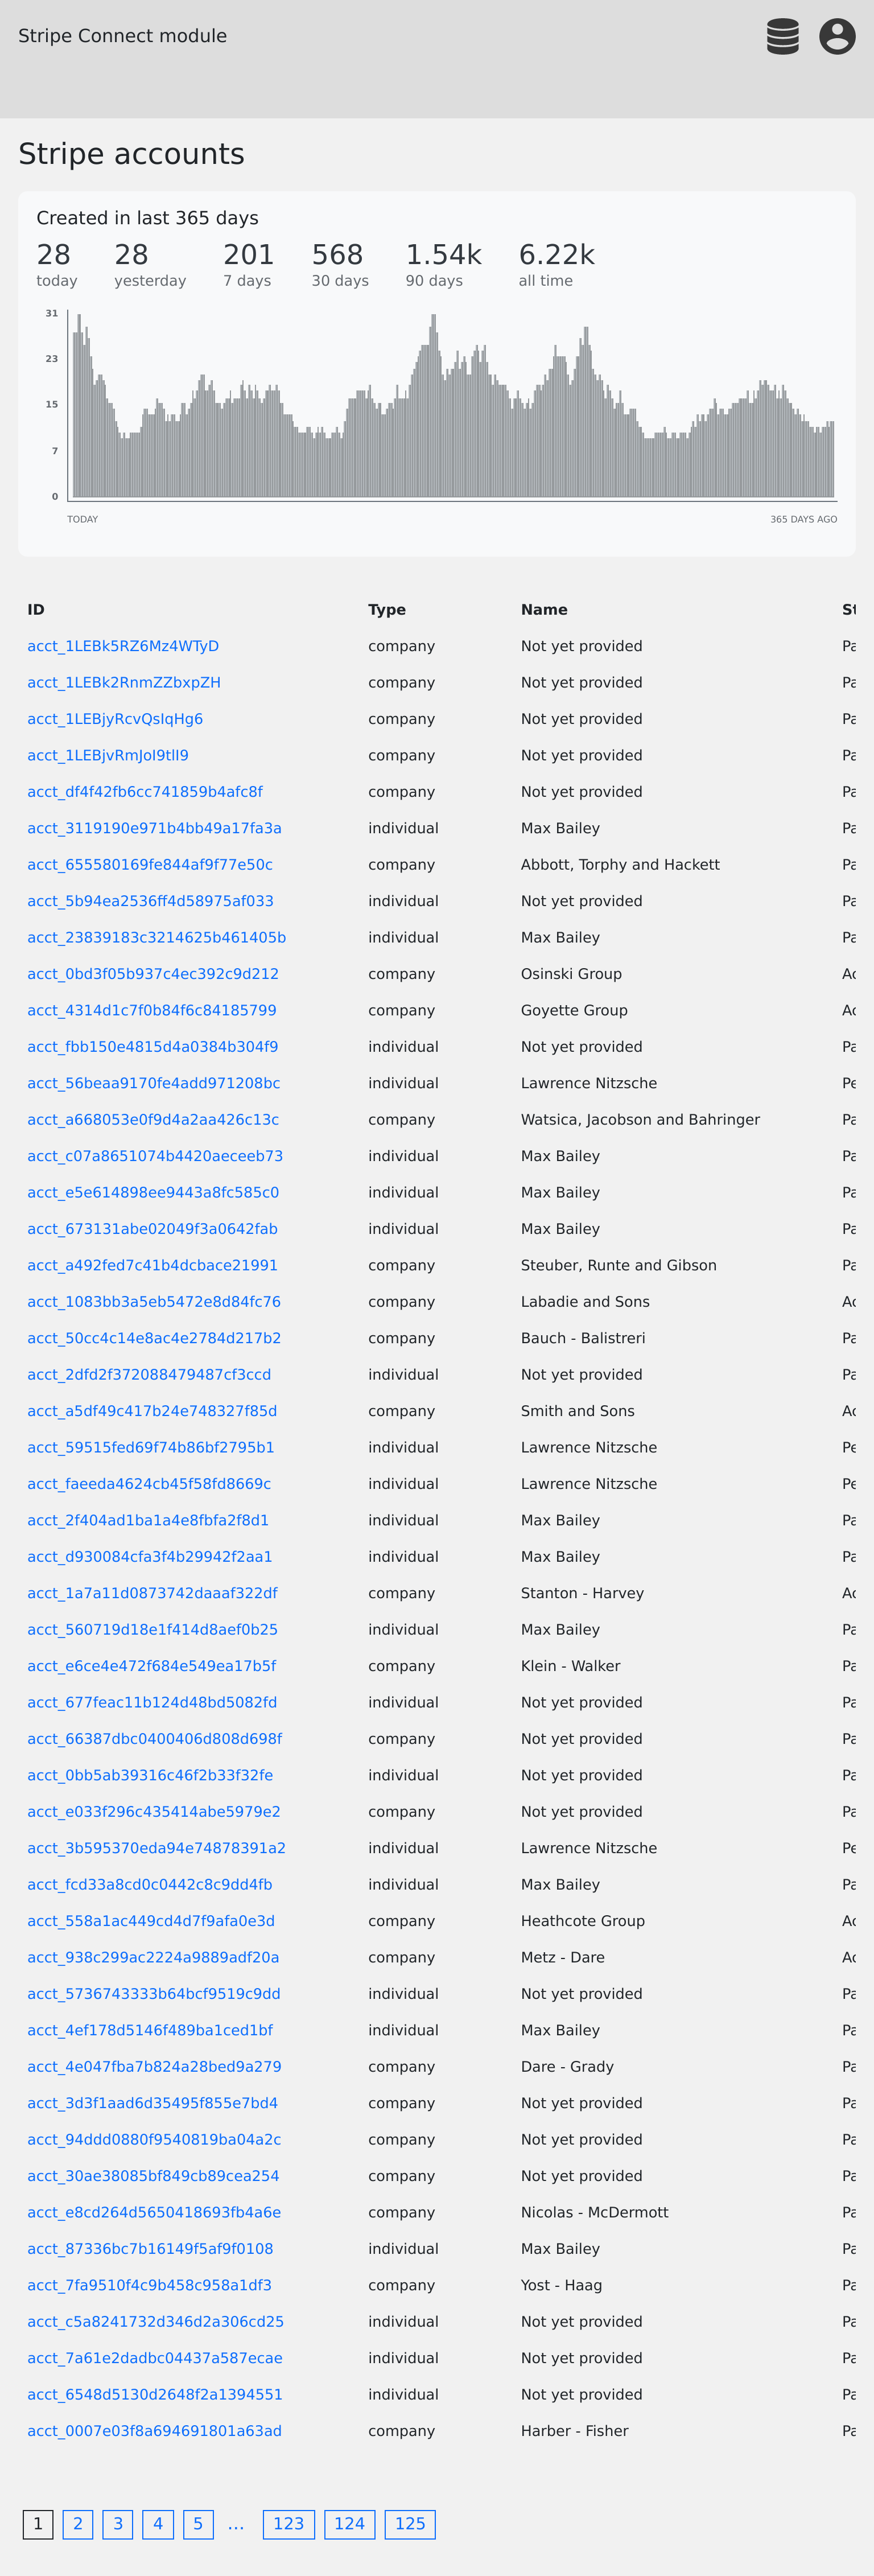 Stripe Connect module
Stripe accounts
Created in last 365 days
28 28 201 568 1.54k 6.22k
today yesterday 7 days 30 days 90 days all time
31
23
15
7
0
TODAY 365 DAYS AGO
ID Type Name St
acct_1LEBk5RZ6Mz4WTyD company Not yet provided Pa
acct_1LEBk2RnmZZbxpZH company Not yet provided Pa
acct_1LEBjyRcvQsIqHg6 company Not yet provided Pa
acct_1LEBjvRmJoI9tlI9 company Not yet provided Pa
acct_df4f42fb6cc741859b4afc8f company Not yet provided Pa
acct_3119190e971b4bb49a17fa3a individual Max Bailey Pa
acct_655580169fe844af9f77e50c company Abbott, Torphy and Hackett Pa
acct_5b94ea2536ff4d58975af033 individual Not yet provided Pa
acct_23839183c3214625b461405b individual Max Bailey Pa
acct_0bd3f05b937c4ec392c9d212 company Osinski Group Ac
acct_4314d1c7f0b84f6c84185799 company Goyette Group Ac
acct_fbb150e4815d4a0384b304f9 individual Not yet provided Pa
acct_56beaa9170fe4add971208bc individual Lawrence Nitzsche Pe
acct_a668053e0f9d4a2aa426c13c company Watsica, Jacobson and Bahringer Pa
acct_c07a8651074b4420aeceeb73 individual Max Bailey Pa
acct_e5e614898ee9443a8fc585c0 individual Max Bailey Pa
acct_673131abe02049f3a0642fab individual Max Bailey Pa
acct_a492fed7c41b4dcbace21991 company Steuber, Runte and Gibson Pa
acct_1083bb3a5eb5472e8d84fc76 company Labadie and Sons Ac
acct_50cc4c14e8ac4e2784d217b2 company Bauch - Balistreri Pa
acct_2dfd2f372088479487cf3ccd individual Not yet provided Pa
acct_a5df49c417b24e748327f85d company Smith and Sons Ac
acct_59515fed69f74b86bf2795b1 individual Lawrence Nitzsche Pe
acct_faeeda4624cb45f58fd8669c individual Lawrence Nitzsche Pe
acct_2f404ad1ba1a4e8fbfa2f8d1 individual Max Bailey Pa
acct_d930084cfa3f4b29942f2aa1 individual Max Bailey Pa
acct_1a7a11d0873742daaaf322df company Stanton - Harvey Ac
acct_560719d18e1f414d8aef0b25 individual Max Bailey Pa
acct_e6ce4e472f684e549ea17b5f company Klein - Walker Pa
acct_677feac11b124d48bd5082fd individual Not yet provided Pa
acct_66387dbc0400406d808d698f company Not yet provided Pa
acct_0bb5ab39316c46f2b33f32fe individual Not yet provided Pa
acct_e033f296c435414abe5979e2 company Not yet provided Pa
acct_3b595370eda94e74878391a2 individual Lawrence Nitzsche Pe
acct_fcd33a8cd0c0442c8c9dd4fb individual Max Bailey Pa
acct_558a1ac449cd4d7f9afa0e3d company Heathcote Group Ac
acct_938c299ac2224a9889adf20a company Metz - Dare Ac
acct_5736743333b64bcf9519c9dd individual Not yet provided Pa
acct_4ef178d5146f489ba1ced1bf individual Max Bailey Pa
acct_4e047fba7b824a28bed9a279 company Dare - Grady Pa
acct_3d3f1aad6d35495f855e7bd4 company Not yet provided Pa
acct_94ddd0880f9540819ba04a2c company Not yet provided Pa
acct_30ae38085bf849cb89cea254 company Not yet provided Pa
acct_e8cd264d5650418693fb4a6e company Nicolas - McDermott Pa
acct_87336bc7b16149f5af9f0108 individual Max Bailey Pa
acct_7fa9510f4c9b458c958a1df3 company Yost - Haag Pa
acct_c5a8241732d346d2a306cd25 individual Not yet provided Pa
acct_7a61e2dadbc04437a587ecae individual Not yet provided Pa
acct_6548d5130d2648f2a1394551 individual Not yet provided Pa
acct_0007e03f8a694691801a63ad company Harber - Fisher Pa
1 2 3 4 5 … 123 124 125